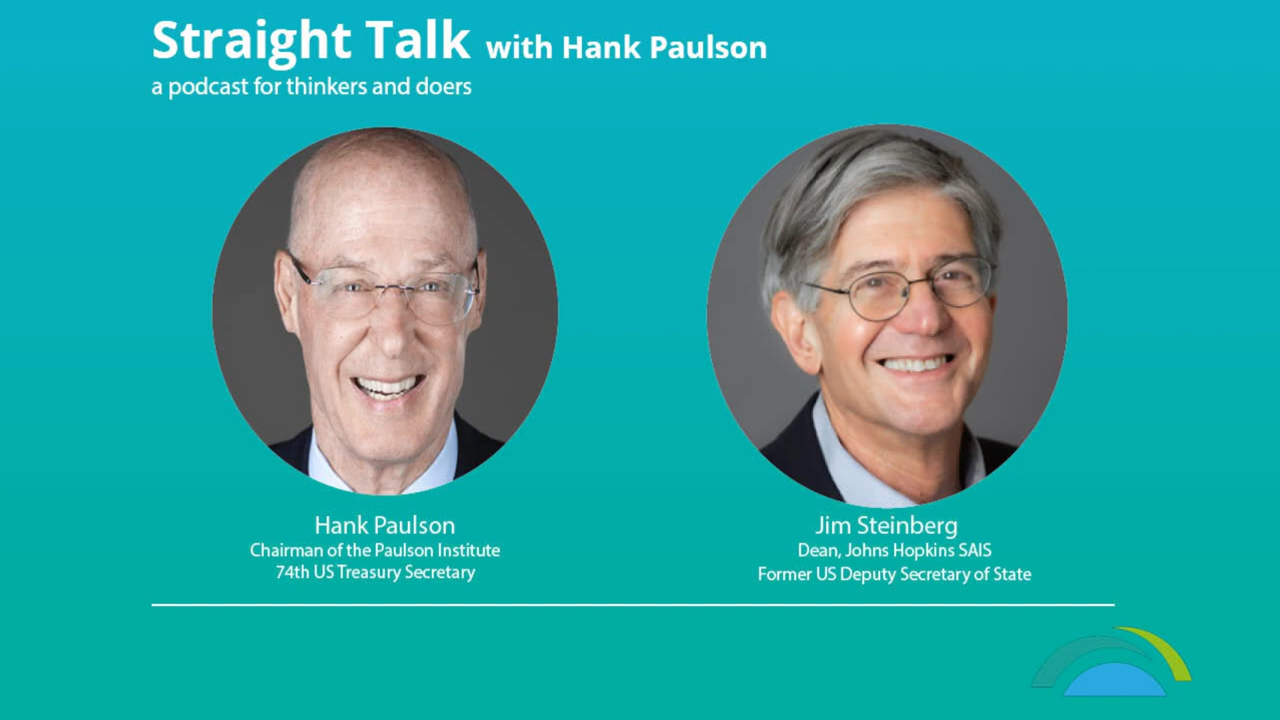 Straight Talk with Hank Paulson
a podcast for thinkers and doers
Hank Paulson
Chairman of the Paulson Institute
74th US Treasury Secretary
Jim Steinberg
Dean, Johns Hopkins SAIS
Former US Deputy Secretary of State